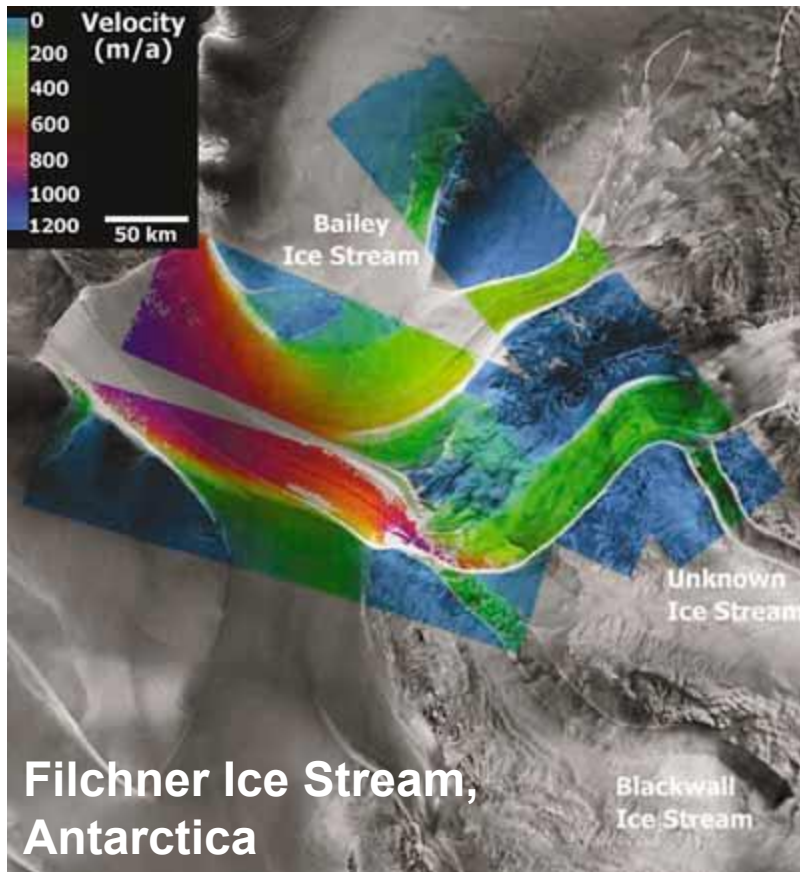 0
200
400
600
800
1000
1200
Velocity
(m/a)
50 km
Bailey
Ice Stream
Unknown
Ice Stream
Blackwall
Ice Stream
Filchner Ice Stream,
Antarctica